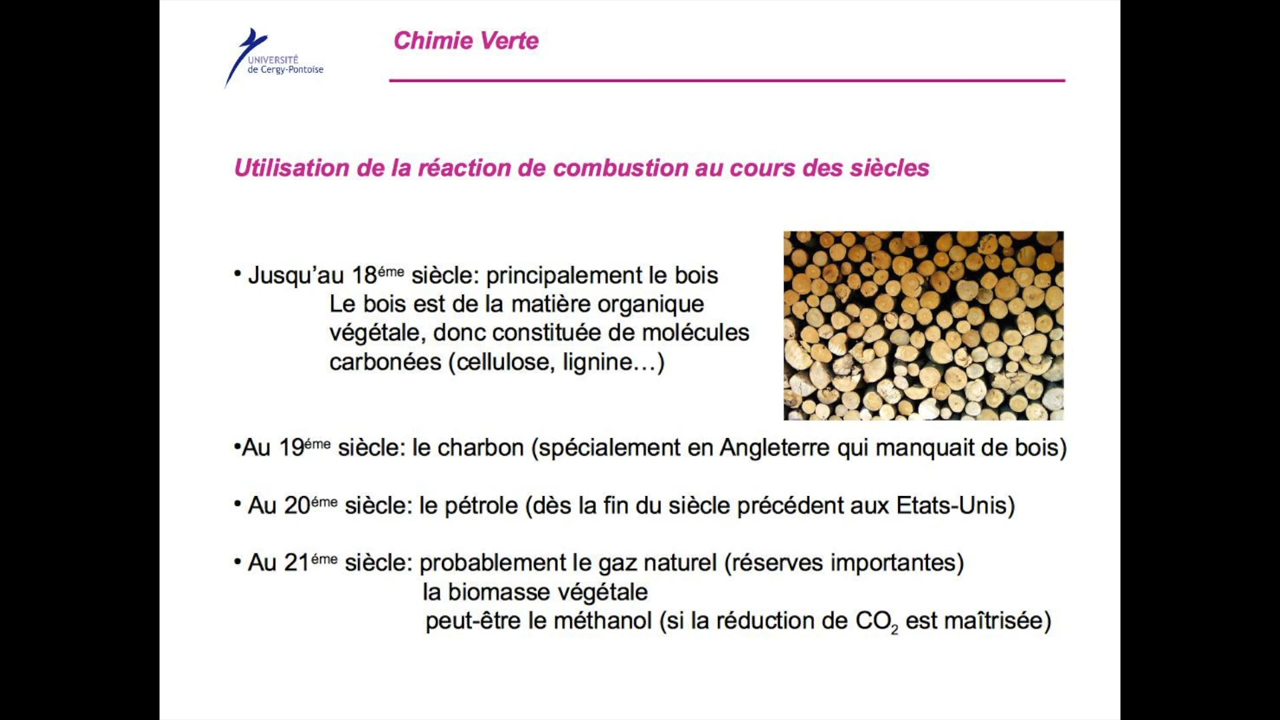 UNIVERSITÉ
de Cergy-Pontoise
Chimie Verte
Utilisation de la réaction de combustion au cours des siècles
• Jusqu’au 18éme siècle: principalement le bois
Le bois est de la matière organique
végétale, donc constituée de molécules
carbonées (cellulose, lignine…)
•Au 19éme siècle: le charbon (spécialement en Angleterre qui manquait de bois)
• Au 20éme siècle: le pétrole (dès la fin du siècle précédent aux Etats-Unis)
• Au 21éme siècle: probablement le gaz naturel (réserves importantes)
la biomasse végétale
peut-être le méthanol (si la réduction de CO2 est maîtrisée)